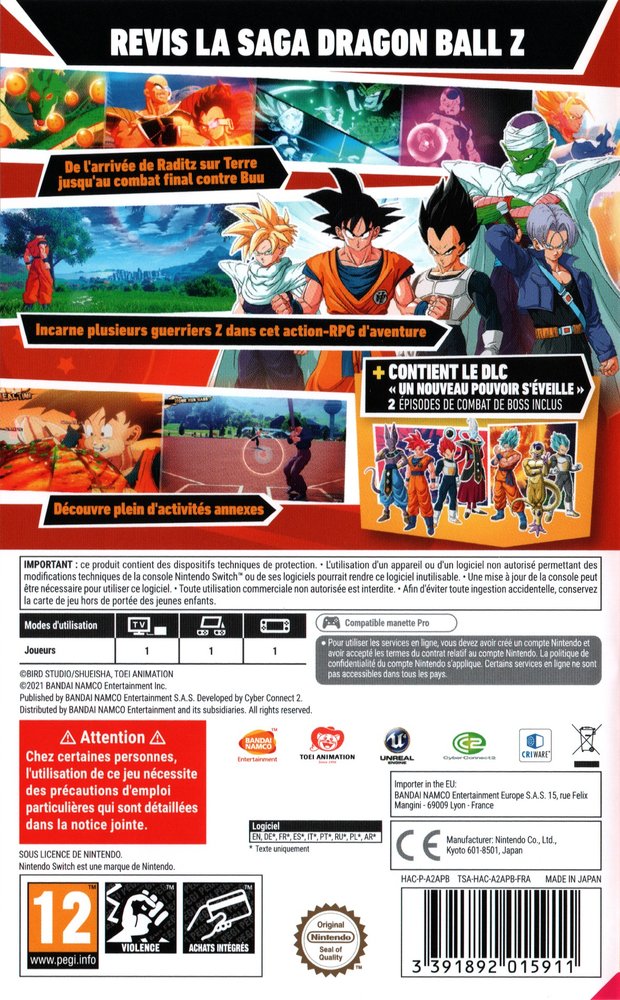 REVIS LA SAGA DRAGON BALL Z
De l'arrivée de Raditz sur Terre
jusqu'au combat final contre Buu
Incarne plusieurs guerriers Z dans cet action-RPG d'aventure
+ CONTIENT LE DLC
« UN NOUVEAU POUVOIR S'ÉVEILLE »
2 ÉPISODES DE COMBAT DE BOSS INCLUS
Découvre plein d'activités annexes
IMPORTANT : ce produit contient des dispositifs techniques de protection. • L'utilisation d'un appareil ou d'un logiciel non autorisé permettant des
modifications techniques de la console Nintendo Switch™ ou de ses logiciels pourrait rendre ce logiciel inutilisable. • Une mise à jour de la console peut
être nécessaire pour utiliser ce logiciel. • Toute utilisation commerciale non autorisée est interdite. • Afin d'éviter toute ingestion accidentelle, conservez
la carte de jeu hors de portée des jeunes enfants.
Modes d'utilisation
TV
Joueurs 1 1 1
Compatible manette Pro
• Pour utiliser les services en ligne, vous devez avoir créé un compte Nintendo et
avoir accepté les termes du contrat relatif au compte Nintendo. La politique de
confidentialité du compte Nintendo s'applique. Certains services en ligne ne sont
pas accessibles dans tous les pays.
©BIRD STUDIO/SHUEISHA, TOEI ANIMATION
©2021 BANDAI NAMCO Entertainment Inc.
Published by BANDAI NAMCO Entertainment S.A.S. Developed by Cyber Connect 2.
Distributed by BANDAI NAMCO Entertainment and its subsidiaries. All rights reserved.
⚠ Attention ⚠
Chez certaines personnes,
l'utilisation de ce jeu nécessite
des précautions d'emploi
particulières qui sont détaillées
dans la notice jointe.
BANDAI
NAMCO
Entertainment
TOEI ANIMATION
UNREAL
ENGINE
C2
CyberConnect2
CRIWARE™
Importer in the EU:
BANDAI NAMCO Entertainment Europe S.A.S. 15, rue Felix
Mangini - 69009 Lyon - France
Logiciel
EN, DE*, FR*, ES*, IT*, PT*, RU*, PL*, AR*
* Texte uniquement
CE
Manufacturer: Nintendo Co., Ltd.,
Kyoto 601-8501, Japan
SOUS LICENCE DE NINTENDO.
Nintendo Switch est une marque de Nintendo.
HAC-P-A2APB TSA-HAC-A2APB-FRA MADE IN JAPAN
12
www.pegi.info
VIOLENCE
ACHATS INTÉGRÉS
Original
Nintendo
Seal of
Quality
3 391892 015911